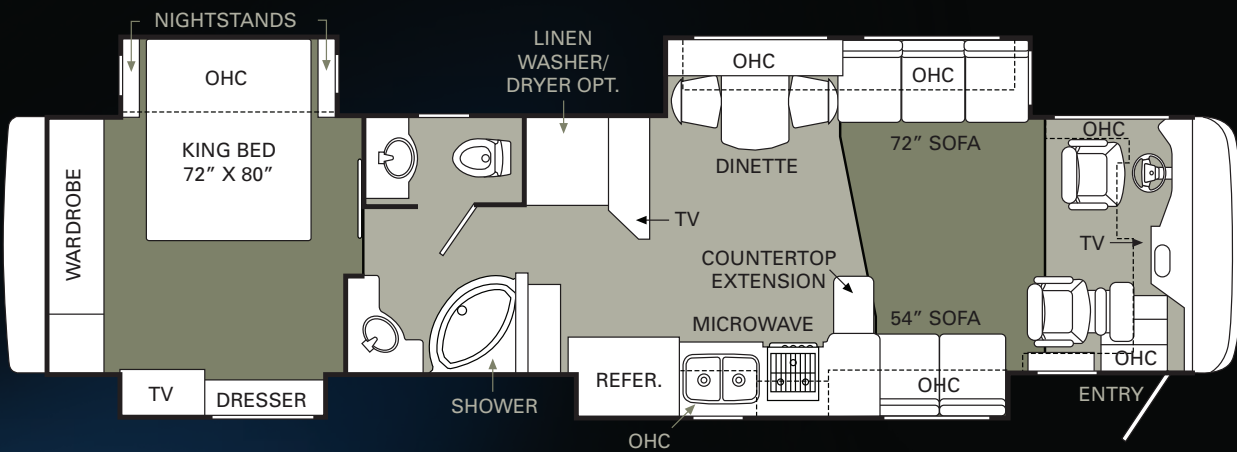 NIGHTSTANDS
OHC
KING BED
72” X 80”
WARDROBE
TV
DRESSER
LINEN
WASHER/
DRYER OPT.
TV
SHOWER
OHC
DINETTE
OHC
72” SOFA
COUNTERTOP
EXTENSION
MICROWAVE
REFER.
OHC
54” SOFA
OHC
OHC
TV
OHC
ENTRY